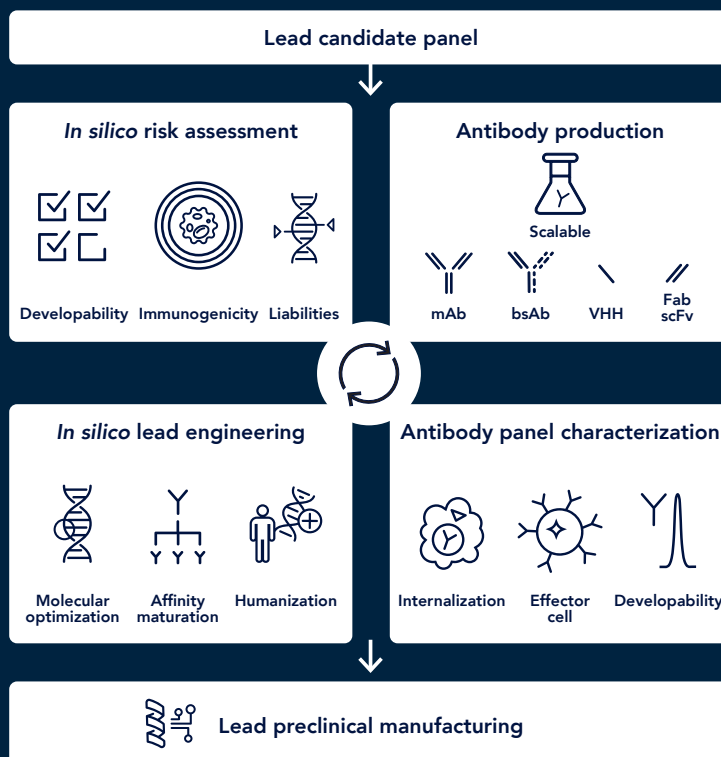 Lead candidate panel
In silico risk assessment
Developability
Immunogenicity
Liabilities
Antibody production
Scalable
mAb
bsAb
VHH
Fab
scFv
In silico lead engineering
Molecular
optimization
Affinity
maturation
Humanization
Antibody panel characterization
Internalization
Effector
cell
Developability
Lead preclinical manufacturing